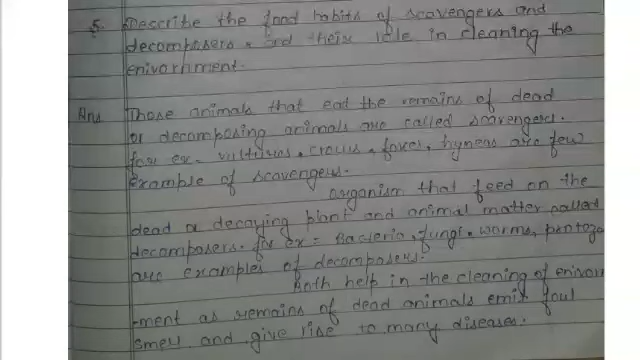 5. Describe the food habits of scavengers and
decomposers and their role in cleaning the
enivornment.
Ans Those animals that eat the remains of dead
or decomposing animals are called scavengers.
for ex- vultures, crows, foxes, hyneas are few
example of scavengers.
organism that feed on the
dead or decaying plant and animal matter called
decomposers. for ex = Bacteria, fungi, worms, protozoa
are examples of decomposers.
Both help in the cleaning of enivorn
-ment as remains of dead animals emit foul
smell and give rise to many diseases.